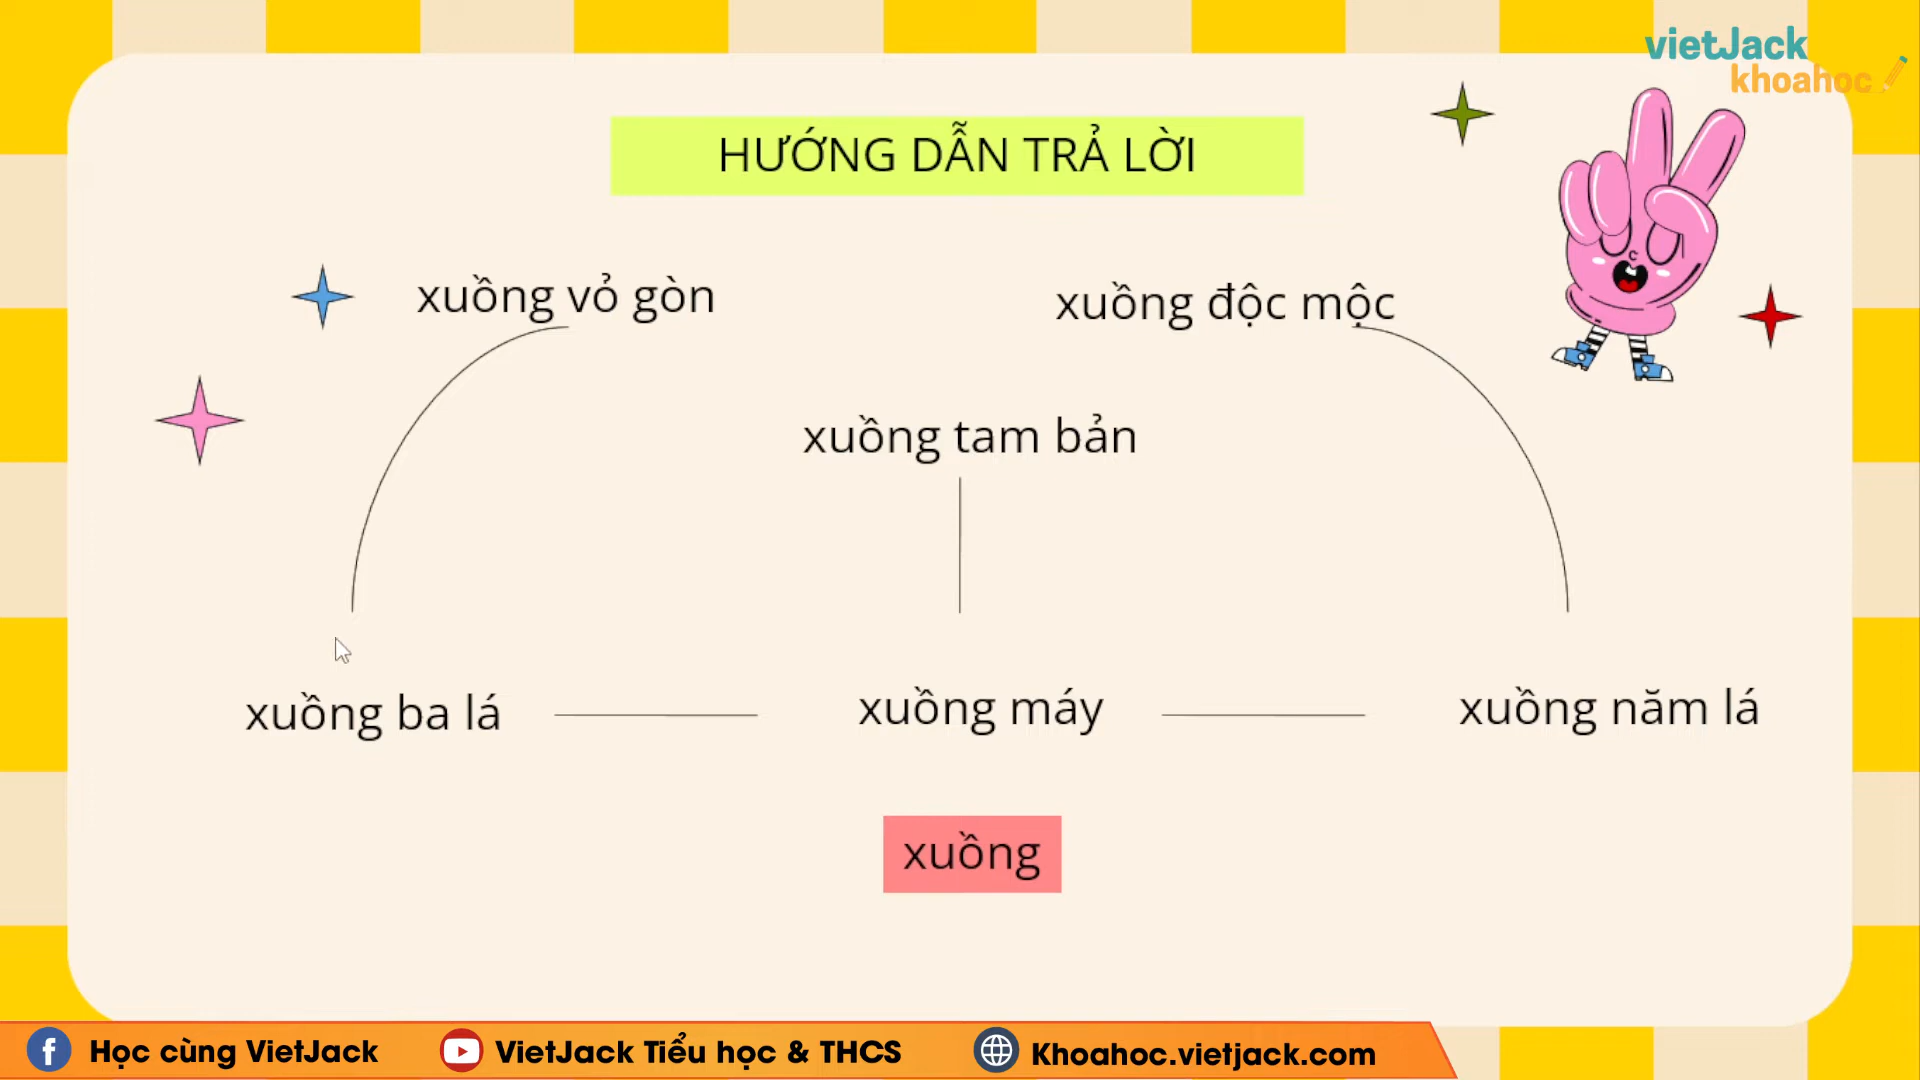 vietJack
khoahoc
HƯỚNG DẪN TRẢ LỜI
xuồng vỏ gòn
xuồng độc mộc
xuồng tam bản
xuồng ba lá
xuồng máy
xuồng năm lá
xuồng
Học cùng VietJack
VietJack Tiểu học & THCS
Khoahoc.vietjack.com